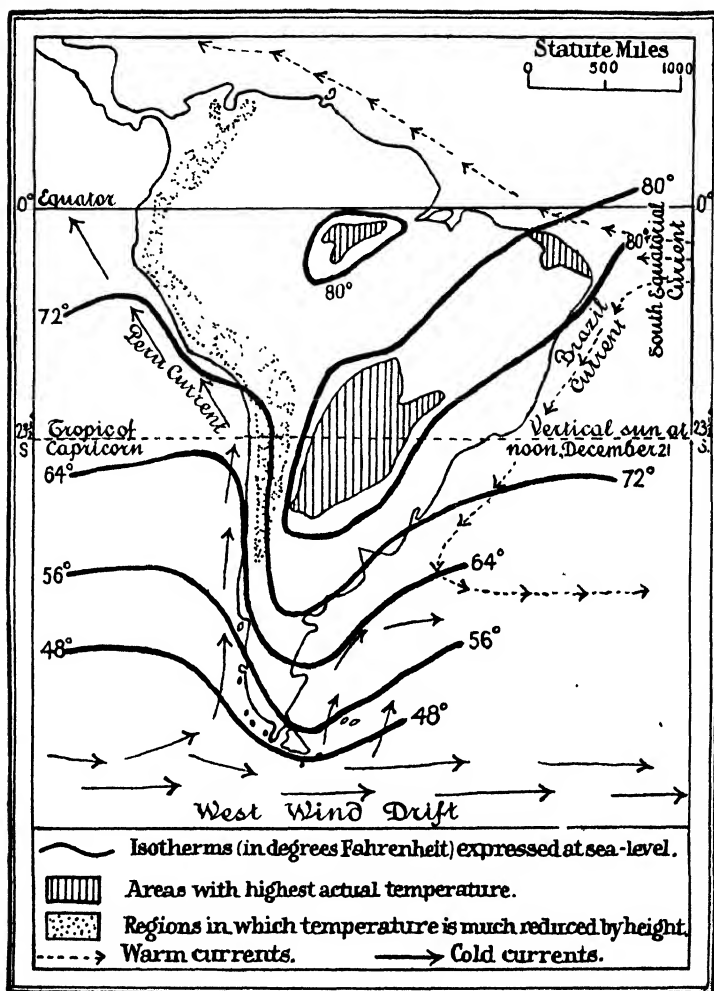 Statute Miles
0 500 1000
80°
0° Equator
0°
80°
80°
South Equatorial
Current
72°
Peru Current
Brazil
Current
23½°
S.
Tropic of
Capricorn
Vertical sun at
noon, December 21
23½°
S.
64°
72°
56°
64°
48°
56°
48°
West Wind Drift
Isotherms (in degrees Fahrenheit) expressed at sea-level.
Areas with highest actual temperature.
Regions in which temperature is much reduced by height.
Warm currents. Cold currents.